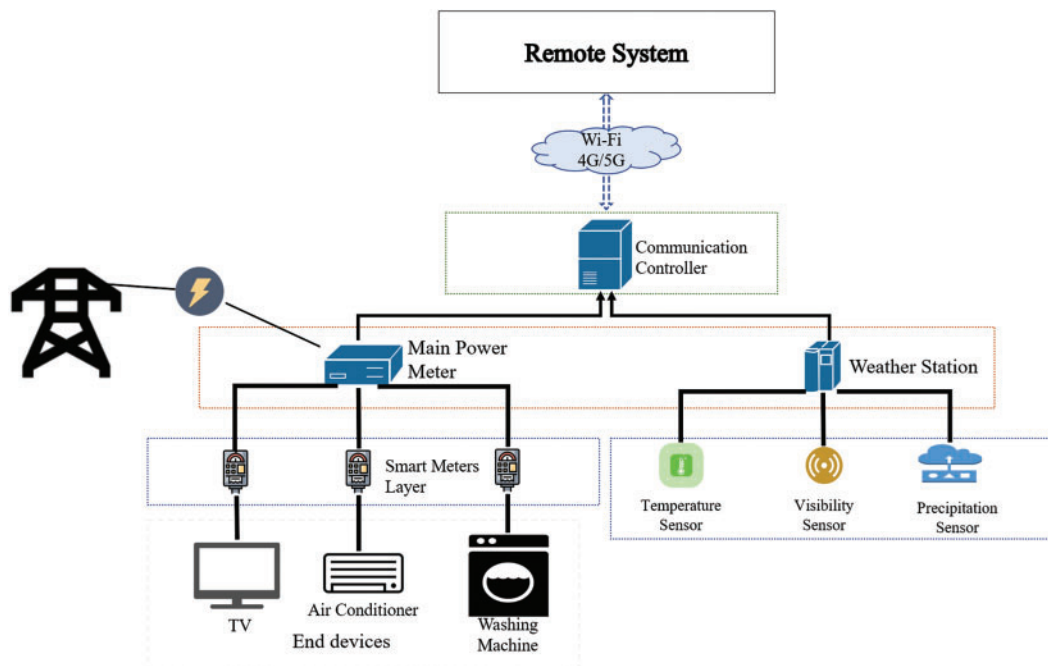 Remote System
Wi-Fi
4G/5G
Communication
Controller
Main Power
Meter
Weather Station
Smart Meters
Layer
Temperature
Sensor
Visibility
Sensor
Precipitation
Sensor
TV
Air Conditioner
Washing
Machine
End devices